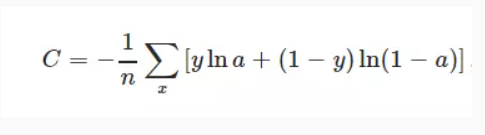 C = −\frac{1}{n} \sum_{x} [y ln a + (1 − y) ln(1 − a)]